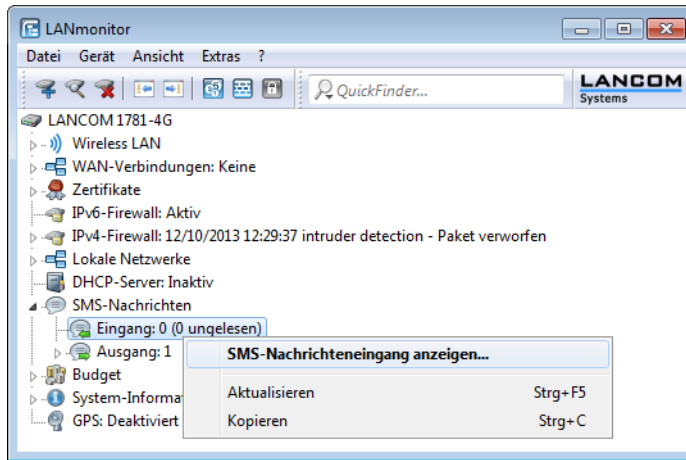 LANmonitor
Datei Gerät Ansicht Extras ?
QuickFinder...
LANCOM
Systems
LANCOM 1781-4G
Wireless LAN
WAN-Verbindungen: Keine
Zertifikate
IPv6-Firewall: Aktiv
IPv4-Firewall: 12/10/2013 12:29:37 intruder detection - Paket verworfen
Lokale Netzwerke
DHCP-Server: Inaktiv
SMS-Nachrichten
Eingang: 0 (0 ungelesen)
Ausgang: 1
SMS-Nachrichteneingang anzeigen...
Budget
System-Informa
Aktualisieren Strg+F5
GPS: Deaktiviert
Kopieren Strg+C